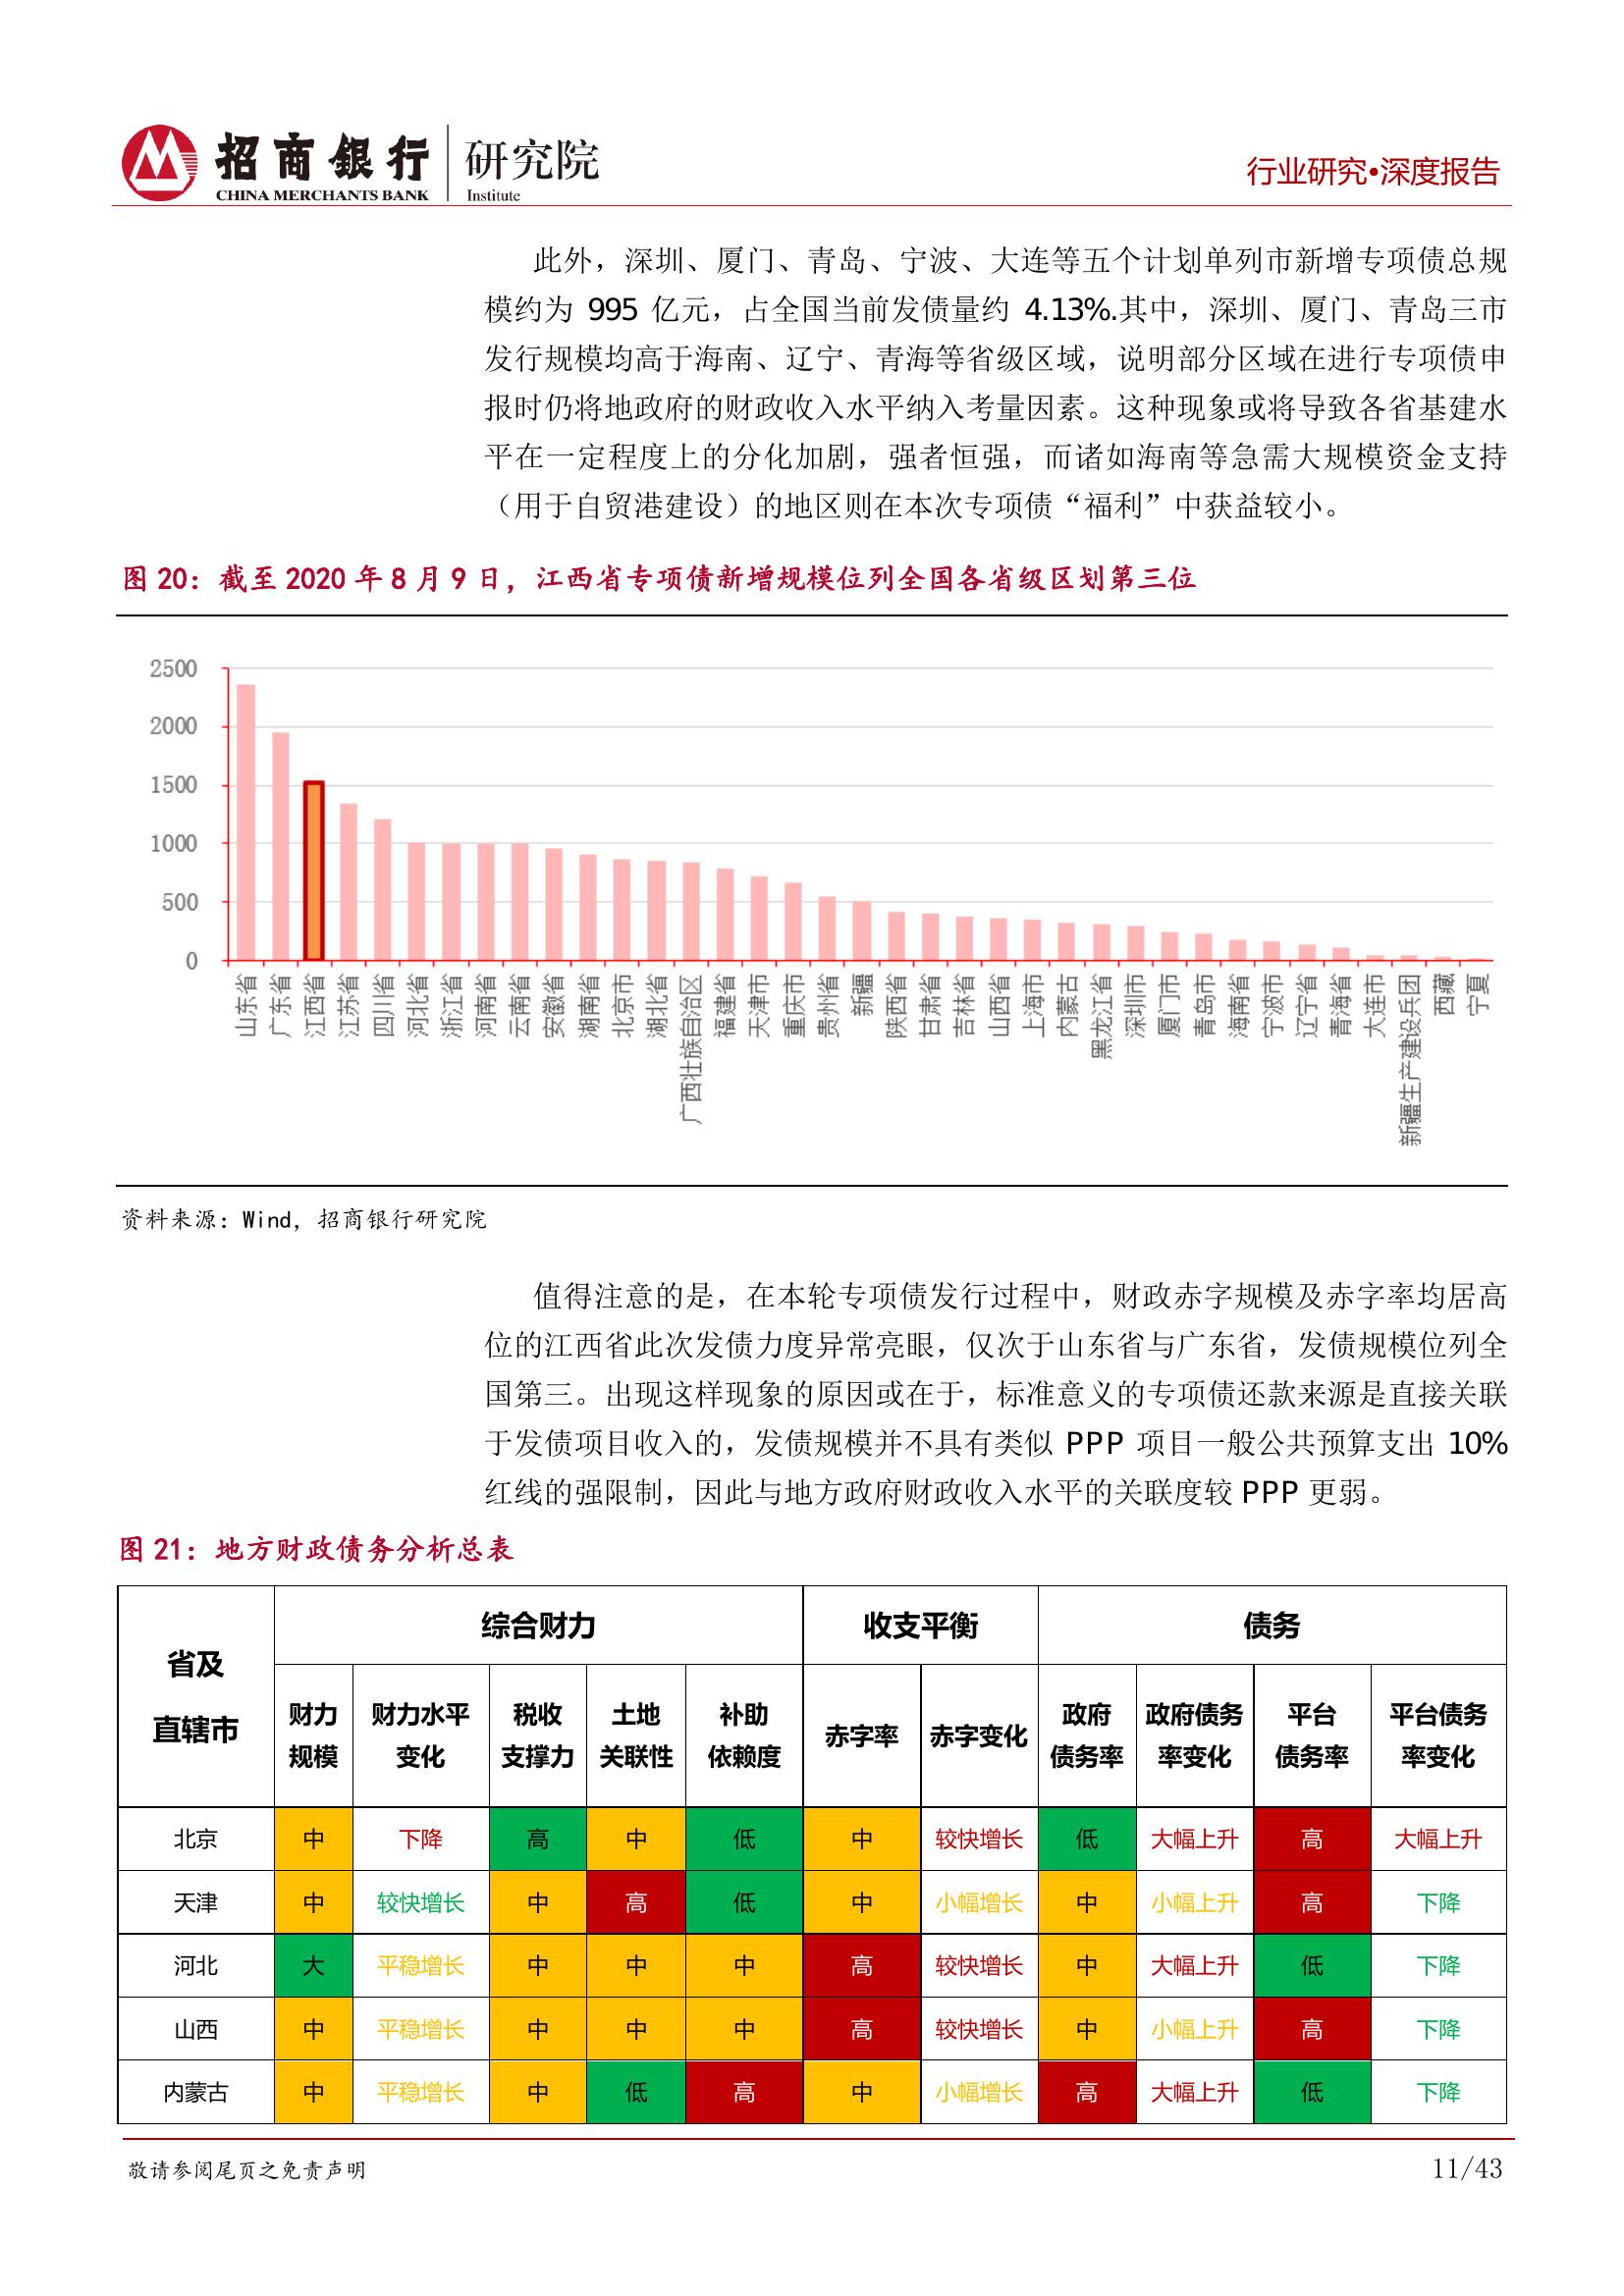 招商银行 研究院
CHINA MERCHANTS BANK Institute
行业研究•深度报告
此外，深圳、厦门、青岛、宁波、大连等五个计划单列市新增专项债总规
模约为 995 亿元，占全国当前发债量约 4.13%.其中，深圳、厦门、青岛三市
发行规模均高于海南、辽宁、青海等省级区域，说明部分区域在进行专项债申
报时仍将地政府的财政收入水平纳入考量因素。这种现象或将导致各省基建水
平在一定程度上的分化加剧，强者恒强，而诸如海南等急需大规模资金支持
（用于自贸港建设）的地区则在本次专项债“福利”中获益较小。
图 20：截至 2020 年 8 月 9 日，江西省专项债新增规模位列全国各省级区划第三位
2500
2000
1500
1000
500
0
山东省 广东省 江西省 江苏省 四川省 河北省 浙江省 河南省 云南省 安徽省 湖南省 北京市 湖北省 广西壮族自治区 福建省 天津市 重庆市 贵州省 新疆 陕西省 甘肃省 吉林省 山西省 上海市 内蒙古 黑龙江省 深圳市 厦门市 青岛市 海南省 宁波市 辽宁省 青海省 大连市 新疆生产建设兵团 西藏 宁夏
资料来源：Wind，招商银行研究院
值得注意的是，在本轮专项债发行过程中，财政赤字规模及赤字率均居高
位的江西省此次发债力度异常亮眼，仅次于山东省与广东省，发债规模位列全
国第三。出现这样现象的原因或在于，标准意义的专项债还款来源是直接关联
于发债项目收入的，发债规模并不具有类似 PPP 项目一般公共预算支出 10%
红线的强限制，因此与地方政府财政收入水平的关联度较 PPP 更弱。
图 21：地方财政债务分析总表
省及
直辖市
综合财力 收支平衡 债务
财力
规模
财力水平
变化
税收
支撑力
土地
关联性
补助
依赖度
赤字率
赤字变化
政府
债务率
政府债务
率变化
平台
债务率
平台债务
率变化
北京 中 下降 高 中 低 中 较快增长 低 大幅上升 高 大幅上升
天津 中 较快增长 中 高 低 中 小幅增长 中 小幅上升 高 下降
河北 大 平稳增长 中 中 中 高 较快增长 中 大幅上升 低 下降
山西 中 平稳增长 中 中 中 高 较快增长 中 小幅上升 高 下降
内蒙古 中 平稳增长 中 低 高 中 小幅增长 高 大幅上升 低 下降
敬请参阅尾页之免责声明
11/43